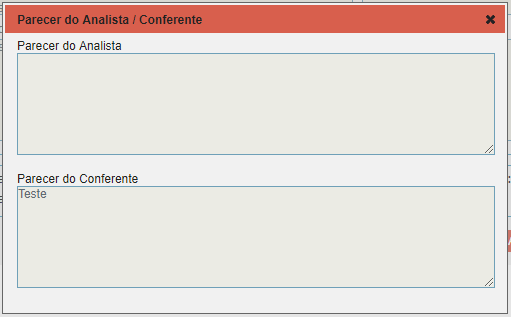 Parecer do Analista / Conferente
Parecer do Analista
Parecer do Conferente
Teste